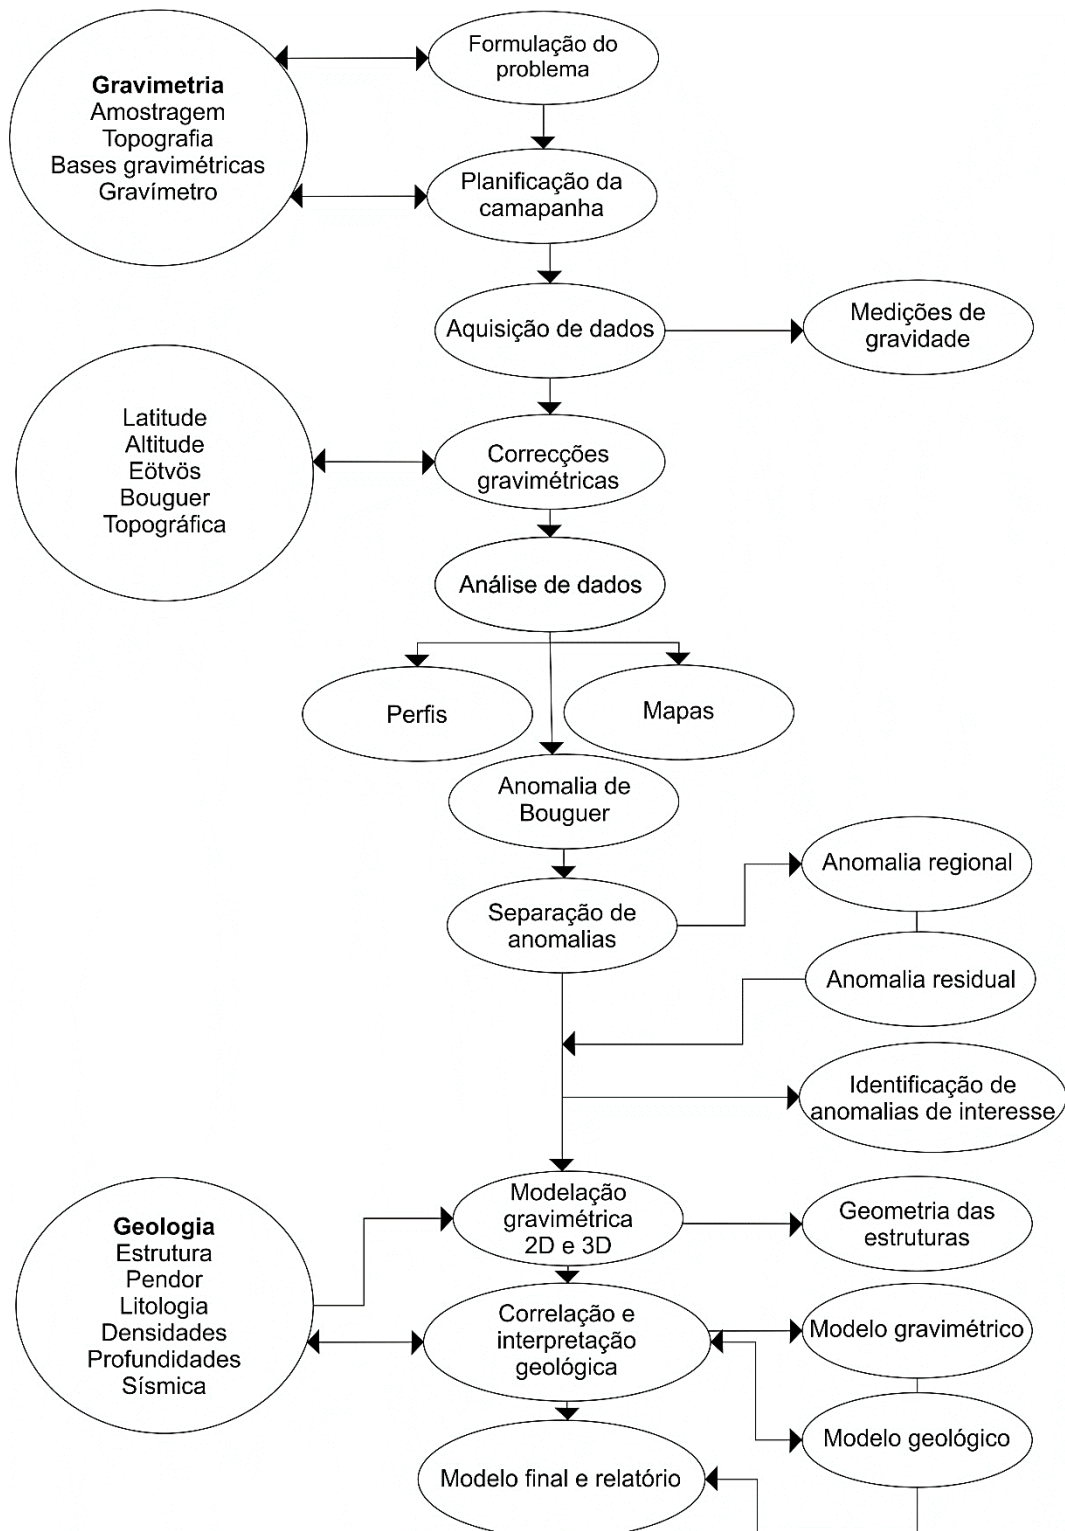 Formulação do
problema
Gravimetria
Amostragem
Topografia
Bases gravimétricas
Gravímetro
Planificação da
camapanha
Aquisição de dados
Medições de
gravidade
Latitude
Altitude
Eötvös
Bouguer
Topográfica
Correcções
gravimétricas
Análise de dados
Perfis
Mapas
Anomalia de
Bouguer
Separação de
anomalias
Anomalia regional
Anomalia residual
Identificação de
anomalias de interesse
Modelação
gravimétrica
2D e 3D
Geometria das
estruturas
Geologia
Estrutura
Pendor
Litologia
Densidades
Profundidades
Sísmica
Correlação e
interpretação
geológica
Modelo gravimétrico
Modelo geológico
Modelo final e relatório